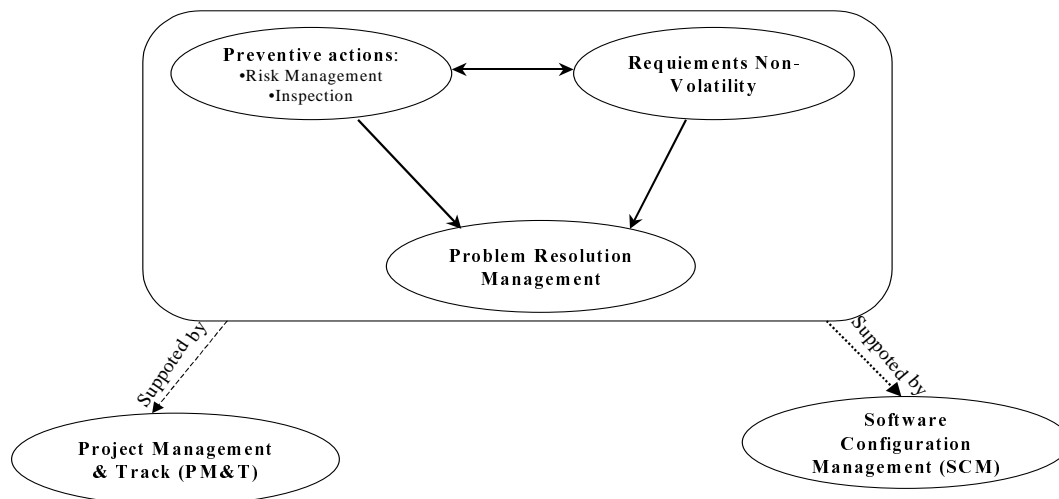 Preventive actions:
•Risk Management
•Inspection
Requiements Non-
Volatility
Problem Resolution
Management
Suppoted by
Suppoted by
Project Management
& Track (PM&T)
Software
Configuration
Management (SCM)